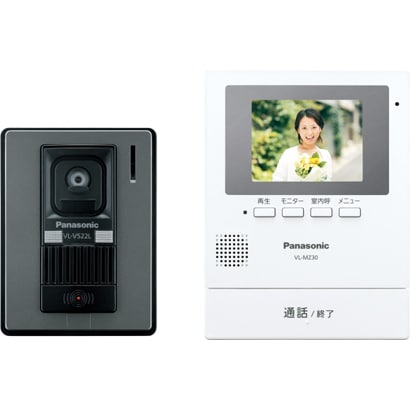 Panasonic
VL-VS22L
再生 モニター 室内呼 メニュー
Panasonic
VL-MZ30
通話/終了